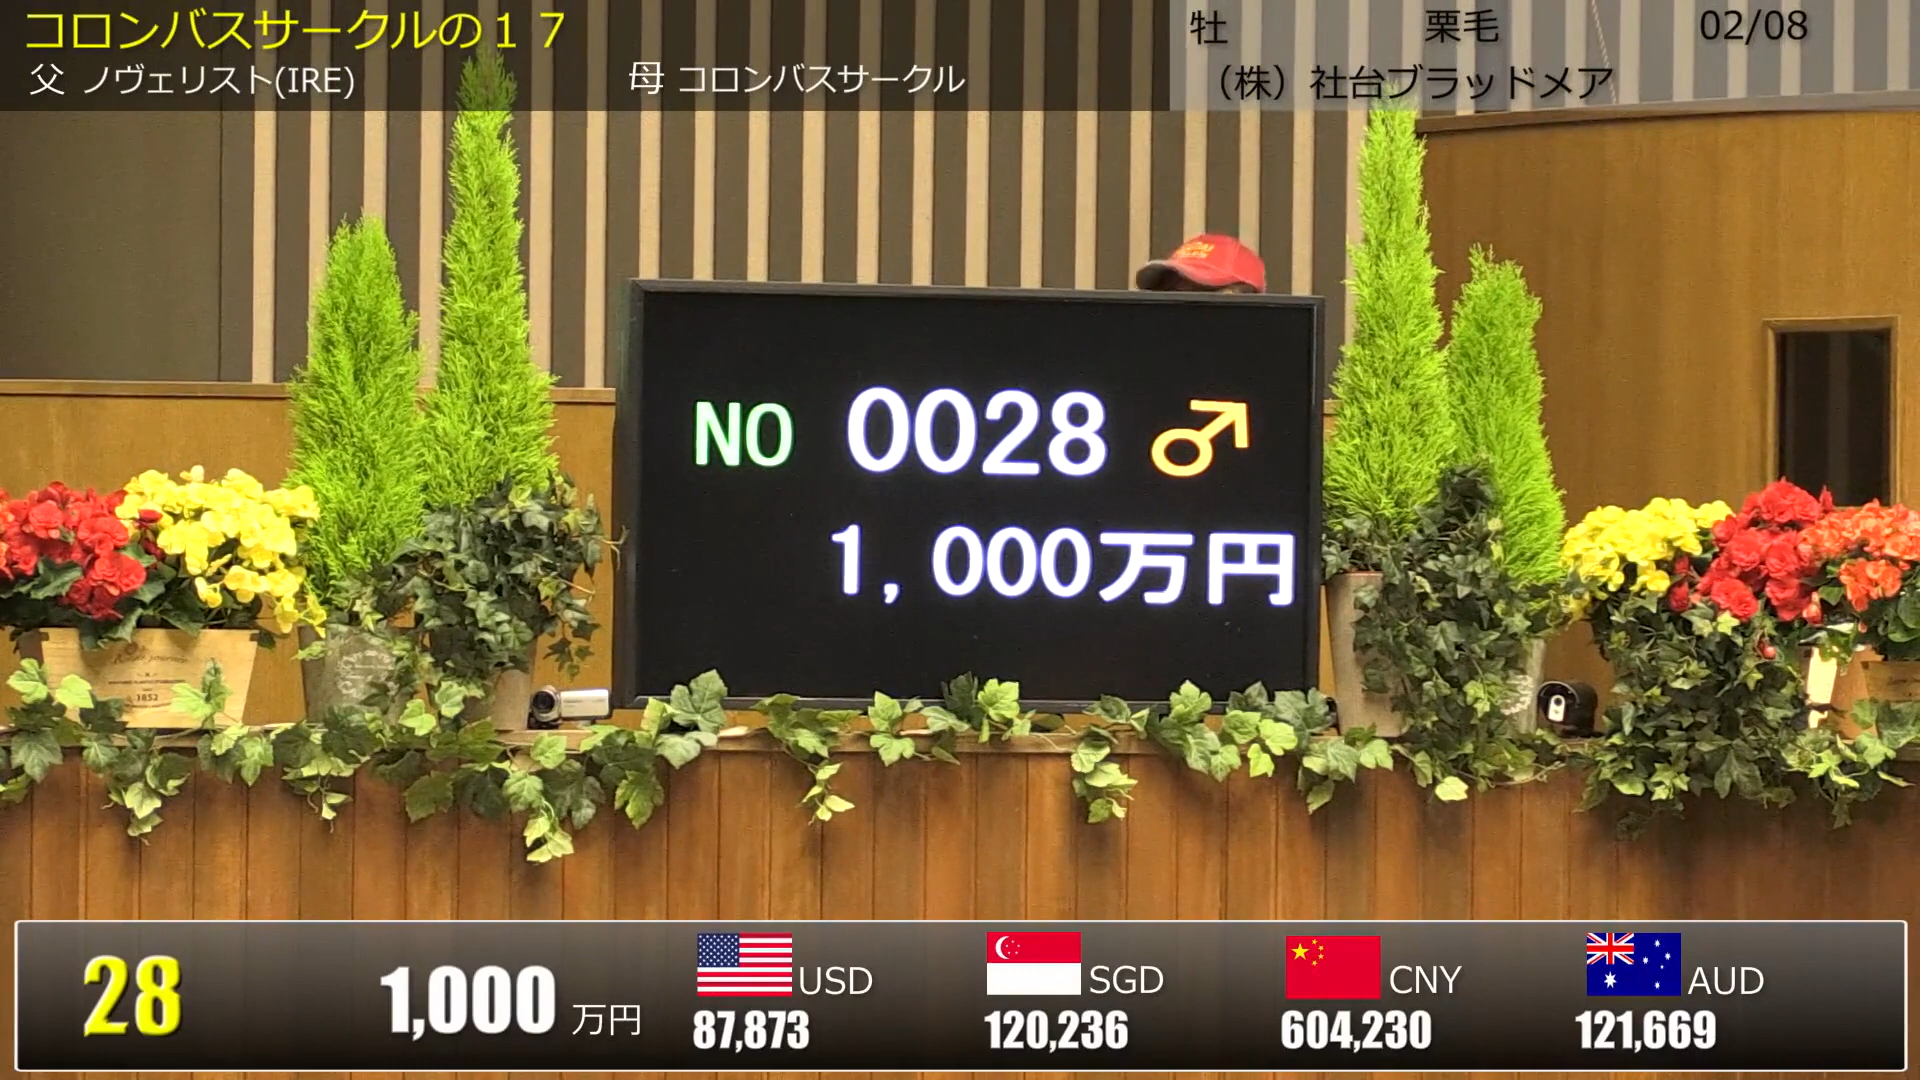 コロンバスサークルの１７
父 ノヴェリスト(IRE)
母 コロンバスサークル
牡 栗毛 02/08
（株）社台ブラッドメア
NO 0028 ♂
1,000万円
1852
28
1,000 万円
USD
87,873
SGD
120,236
CNY
604,230
AUD
121,669